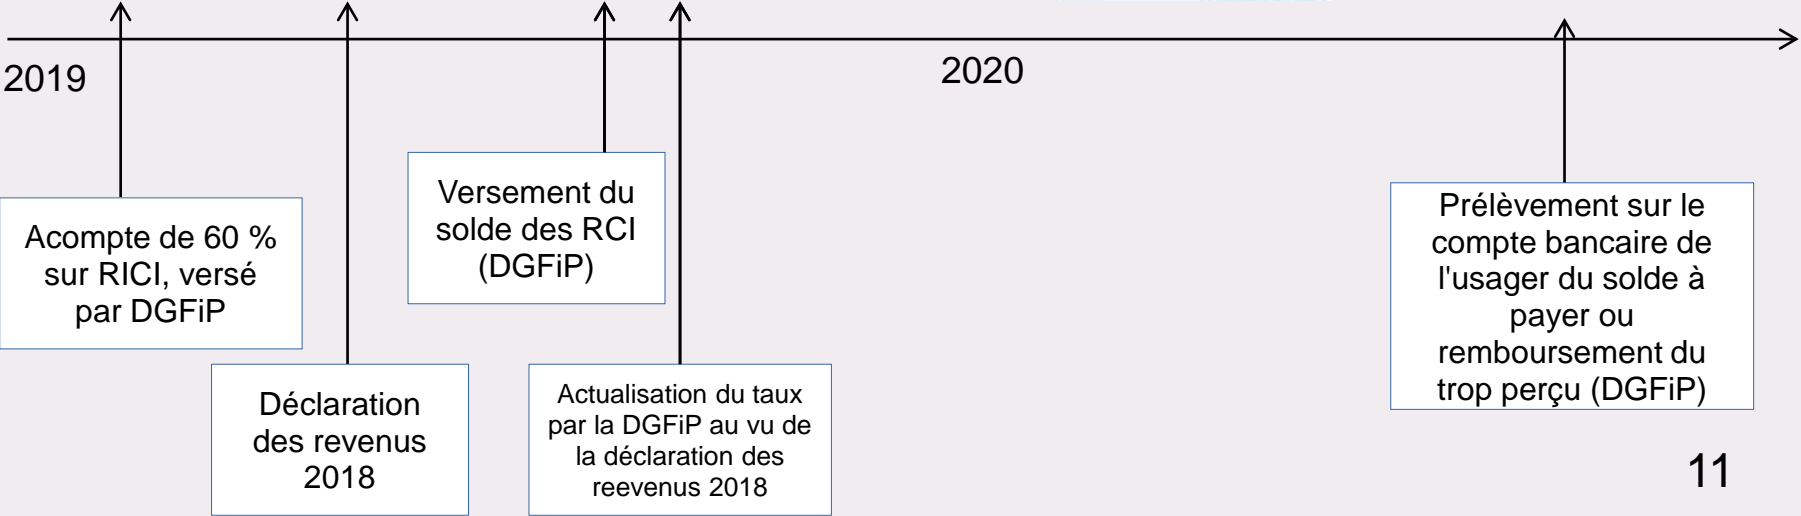 2019
2020
Acompte de 60 %
sur RICI, versé
par DGFiP
Déclaration
des revenus
2018
Versement du
solde des RCI
(DGFiP)
Actualisation du taux
par la DGFiP au vu de
la déclaration des
reevenus 2018
Prélèvement sur le
compte bancaire de
l'usager du solde à
payer ou
remboursement du
trop perçu (DGFiP)
11